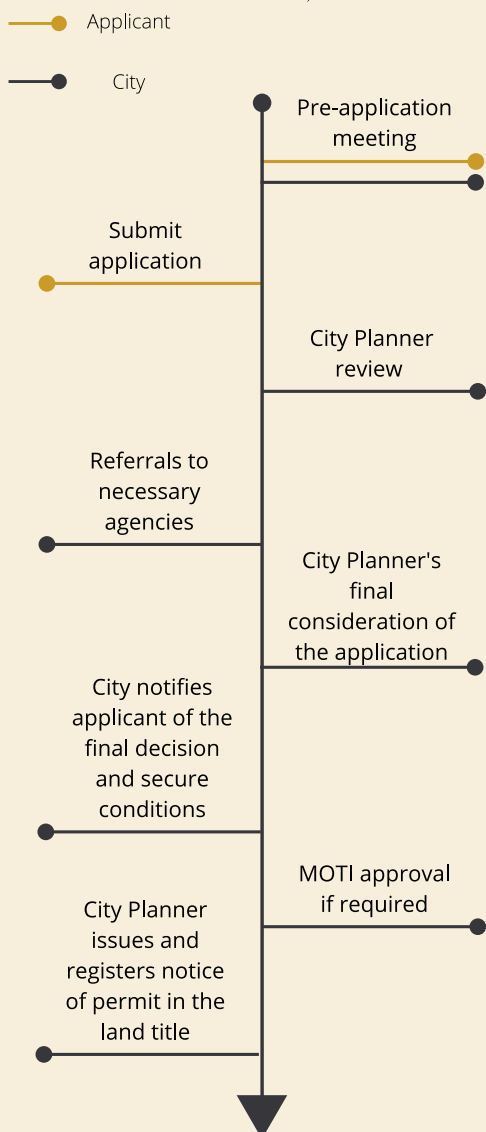 Applicant
City
Pre-application
meeting
Submit
application
City Planner
review
Referrals to
necessary
agencies
City Planner's
final
consideration of
the application
City notifies
applicant of the
final decision
and secure
conditions
MOTI approval
if required
City Planner
issues and
registers notice
of permit in the
land title